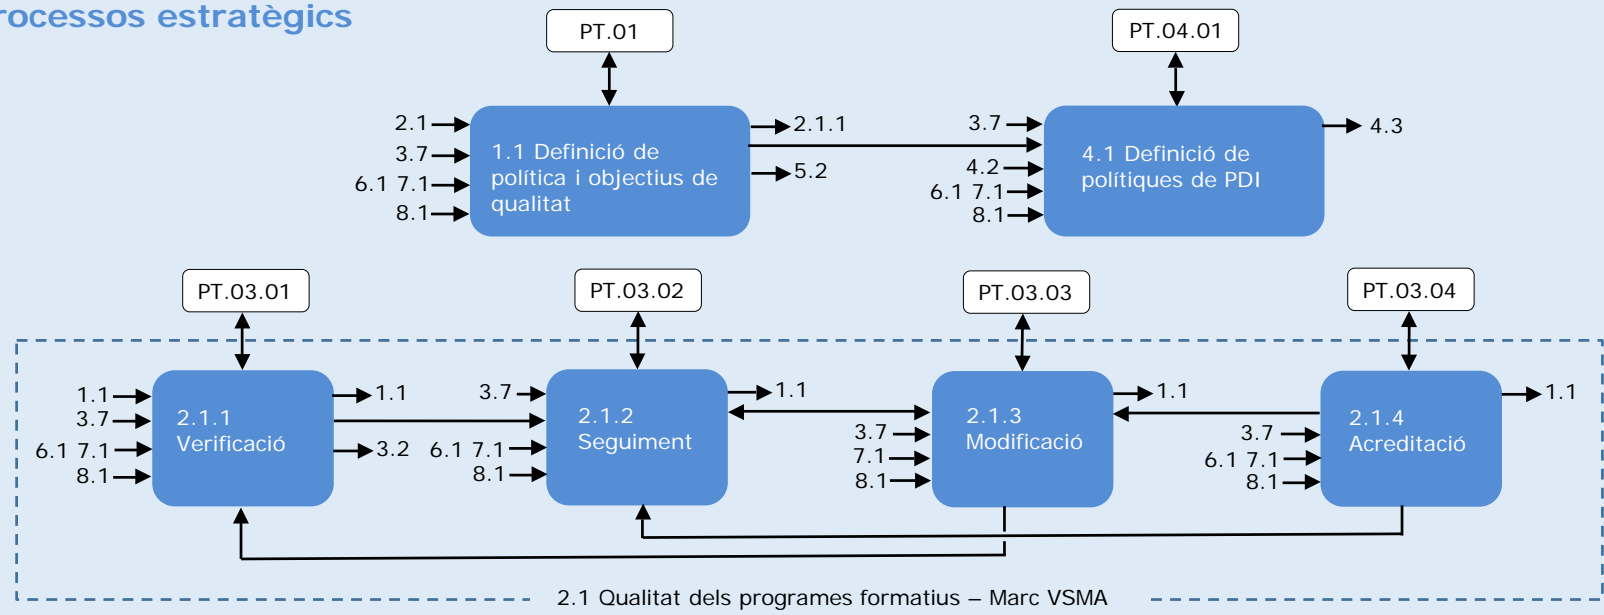 rocessos estratègics
PT.01
PT.04.01
2.1
3.7
6.1 7.1
8.1
1.1 Definició de
política i objectius de
qualitat
2.1.1
5.2
3.7
4.2
6.1 7.1
8.1
4.1 Definició de
polítiques de PDI
4.3
PT.03.01
PT.03.02
PT.03.03
PT.03.04
1.1
3.7
6.1 7.1
8.1
2.1.1
Verificació
1.1
3.2
3.7
6.1 7.1
8.1
2.1.2
Seguiment
1.1
3.7
7.1
8.1
2.1.3
Modificació
1.1
3.7
6.1 7.1
8.1
2.1.4
Acreditació
1.1
2.1 Qualitat dels programes formatius – Marc VSMA